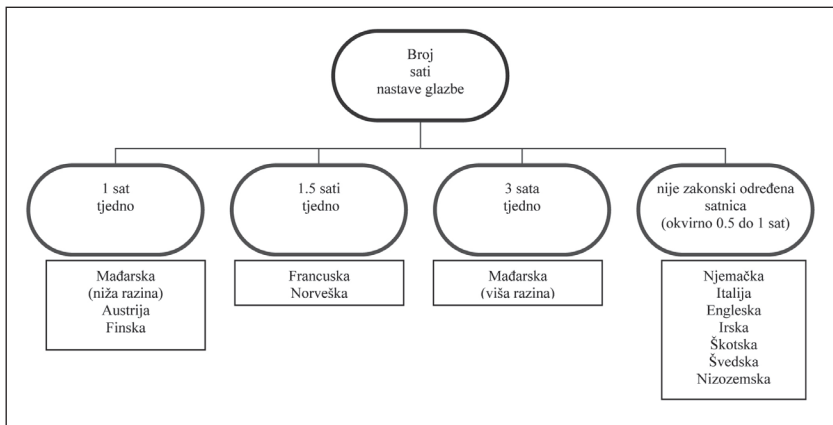 Broj
sati
nastave glazbe
1 sat
tjedno
1.5 sati
tjedno
3 sata
tjedno
nije zakonski određena
satnica
(okvirno 0.5 do 1 sat)
Mađarska
(niža razina)
Austrija
Finska
Francuska
Norveška
Mađarska
(viša razina)
Njemačka
Italija
Engleska
Irska
Škotska
Švedska
Nizozemska